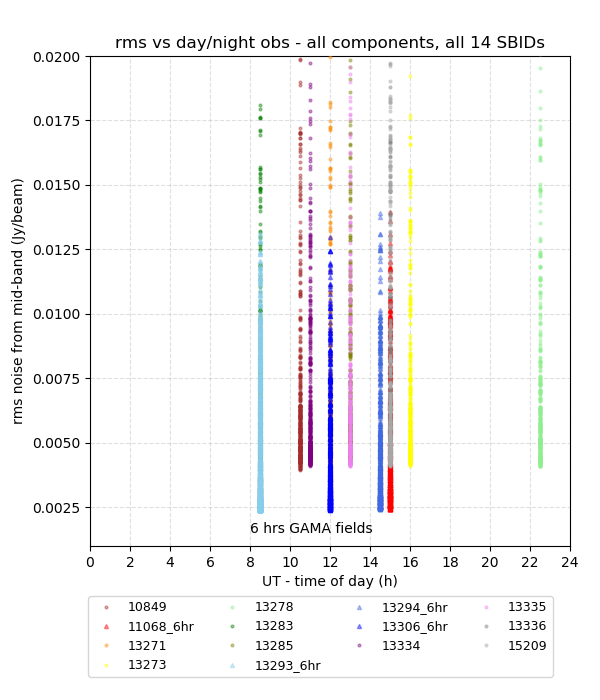 rms vs day/night obs - all components, all 14 SBIDs
rms noise from mid-band (Jy/beam)
0.0200
0.0175
0.0150
0.0125
0.0100
0.0075
0.0050
0.0025
6 hrs GAMA fields
0 2 4 6 8 10 12 14 16 18 20 22 24
UT - time of day (h)
10849 13278 13294_6hr 13335
11068_6hr 13283 13306_6hr 13336
13271 13285 13334 15209
13273 13293_6hr